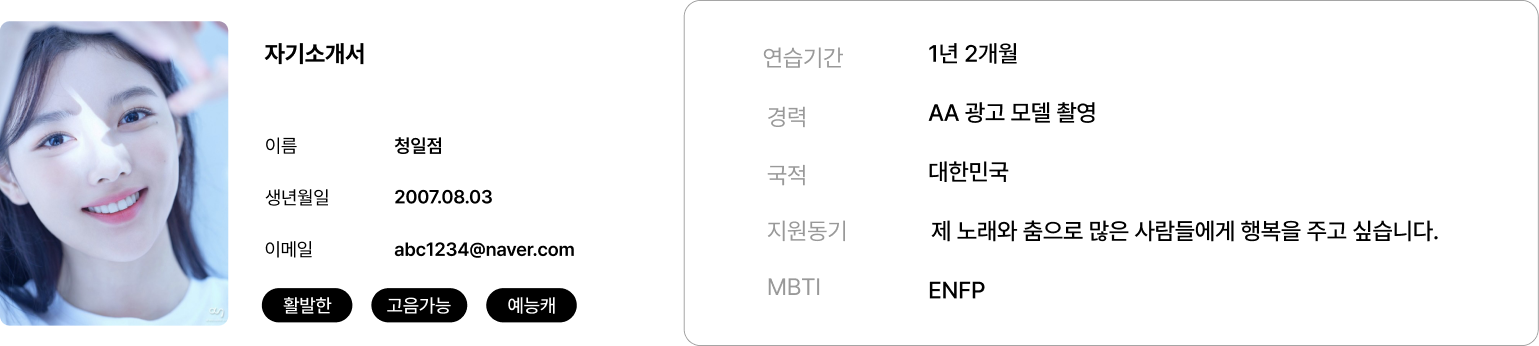 자기소개서
이름 청일점
생년월일 2007.08.03
이메일 abc1234@naver.com
활발한 고음가능 예능캐
연습기간 1년 2개월
경력 AA 광고 모델 촬영
국적 대한민국
지원동기 제 노래와 춤으로 많은 사람들에게 행복을 주고 싶습니다.
MBTI ENFP